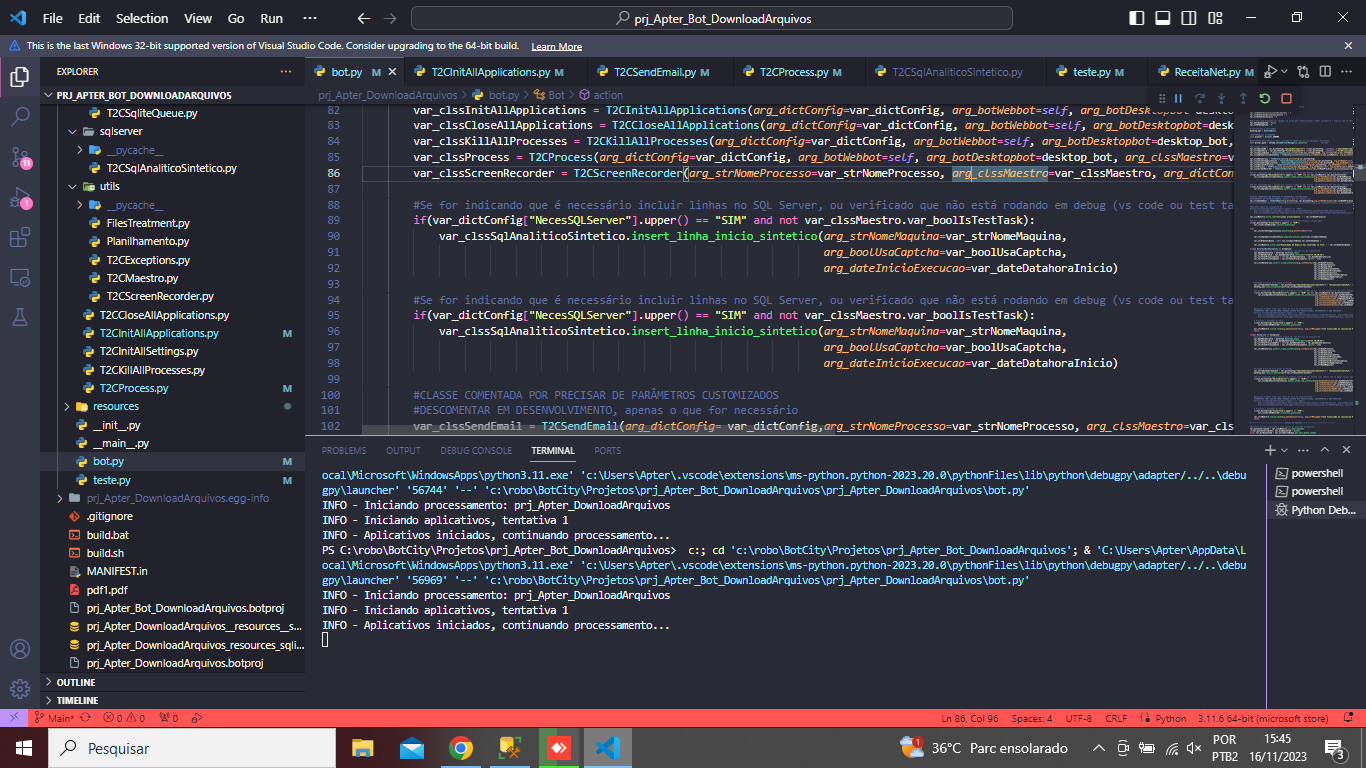 File Edit Selection View Go Run ··· prj_Apter_Bot_DownloadArquivos
This is the last Windows 32-bit supported version of Visual Studio Code. Consider upgrading to the 64-bit build. Learn More
EXPLORER
bot.py M T2CInitAllApplications.py M T2CSendEmail.py M T2CProcess.py M T2CSqlAnaliticoSintetico.py teste.py M ReceitaNet.py M
PRJ_APTER_BOT_DOWNLOADARQUIVOS
T2CSqliteQueue.py
sqlserver
__pycache__
T2CSqlAnaliticoSintetico.py
utils
__pycache__
FilesTreatment.py
Planilhamento.py
T2CExceptions.py
T2CMaestro.py
T2CScreenRecorder.py
T2CCloseAllApplications.py
T2CInitAllApplications.py M
T2CInitAllSettings.py
T2CKillAllProcesses.py
T2CProcess.py M
resources
__init__.py
__main__.py
bot.py M
teste.py M
prj_Apter_DownloadArquivos.egg-info
.gitignore
build.bat
build.sh
MANIFEST.in
pdf1.pdf
prj_Apter_Bot_DownloadArquivos.botproj
prj_Apter_DownloadArquivos__resources__s...
prj_Apter_DownloadArquivos_resources_sqli...
prj_Apter_DownloadArquivos.botproj
OUTLINE
TIMELINE
13
1
prj_Apter_DownloadArquivos > bot.py > Bot > action
82 var_clssInitAllApplications = T2CInitAllApplications(arg_dictConfig=var_dictConfig, arg_botWebbot=self, arg_botDesktopbot=deskto
83 var_clssCloseAllApplications = T2CCloseAllApplications(arg_dictConfig=var_dictConfig, arg_botWebbot=self, arg_botDesktopbot=desk
84 var_clssKillAllProcesses = T2CKillAllProcesses(arg_dictConfig=var_dictConfig, arg_botWebbot=self, arg_botDesktopbot=desktop_bot,
85 var_clssProcess = T2CProcess(arg_dictConfig=var_dictConfig, arg_botWebbot=self, arg_botDesktopbot=desktop_bot, arg_clssMaestro=v
86 var_clssScreenRecorder = T2CScreenRecorder(arg_strNomeProcesso=var_strNomeProcesso, arg_clssMaestro=var_clssMaestro, arg_dictCon
87
88 #Se for indicando que é necessário incluir linhas no SQL Server, ou verificado que não está rodando em debug (vs code ou test ta
89 if(var_dictConfig["NecesSQLServer"].upper() == "SIM" and not var_clssMaestro.var_boolIsTestTask):
90 var_clssSqlAnaliticoSintetico.insert_linha_inicio_sintetico(arg_strNomeMaquina=var_strNomeMaquina,
91 arg_boolUsaCaptcha=var_boolUsaCaptcha,
92 arg_dateInicioExecucao=var_dateDatahoraInicio)
93
94 #Se for indicando que é necessário incluir linhas no SQL Server, ou verificado que não está rodando em debug (vs code ou test ta
95 if(var_dictConfig["NecesSQLServer"].upper() == "SIM" and not var_clssMaestro.var_boolIsTestTask):
96 var_clssSqlAnaliticoSintetico.insert_linha_inicio_sintetico(arg_strNomeMaquina=var_strNomeMaquina,
97 arg_boolUsaCaptcha=var_boolUsaCaptcha,
98 arg_dateInicioExecucao=var_dateDatahoraInicio)
99
100 #CLASSE COMENTADA POR PRECISAR DE PARÂMETROS CUSTOMIZADOS
101 #DESCOMENTAR EM DESENVOLVIMENTO, apenas o que for necessário
102 var_clssSendEmail = T2CSendEmail(arg_dictConfig= var_dictConfig,arg_strNomeProcesso=var_strNomeProcesso, arg_clssMaestro=var_clss
PROBLEMS OUTPUT DEBUG CONSOLE TERMINAL PORTS
ocal\Microsoft\WindowsApps\python3.11.exe' 'c:\Users\Apter\.vscode\extensions\ms-python.python-2023.20.0\pythonFiles\lib\python\debugpy\adapter/../..\debu
gpy\launcher' '56744' '--' 'c:\robo\BotCity\Projetos\prj_Apter_Bot_DownloadArquivos\prj_Apter_DownloadArquivos\bot.py'
INFO - Iniciando processamento: prj_Apter_DownloadArquivos
INFO - Iniciando aplicativos, tentativa 1
INFO - Aplicativos iniciados, continuando processamento...
PS C:\robo\BotCity\Projetos\prj_Apter_Bot_DownloadArquivos> c:; cd 'c:\robo\BotCity\Projetos\prj_Apter_Bot_DownloadArquivos'; & 'C:\Users\Apter\AppData\L
ocal\Microsoft\WindowsApps\python3.11.exe' 'c:\Users\Apter\.vscode\extensions\ms-python.python-2023.20.0\pythonFiles\lib\python\debugpy\adapter/../..\debu
gpy\launcher' '56969' '--' 'c:\robo\BotCity\Projetos\prj_Apter_Bot_DownloadArquivos\prj_Apter_DownloadArquivos\bot.py'
INFO - Iniciando processamento: prj_Apter_DownloadArquivos
INFO - Iniciando aplicativos, tentativa 1
INFO - Aplicativos iniciados, continuando processamento...
powershell
powershell
Python Deb...
Main* 0 0 0 Ln 86, Col 96 Spaces: 4 UTF-8 CRLF Python 3.11.6 64-bit (microsoft store)
Pesquisar 1 36°C Parc ensolarado POR 15:45
PTB2 16/11/2023 3